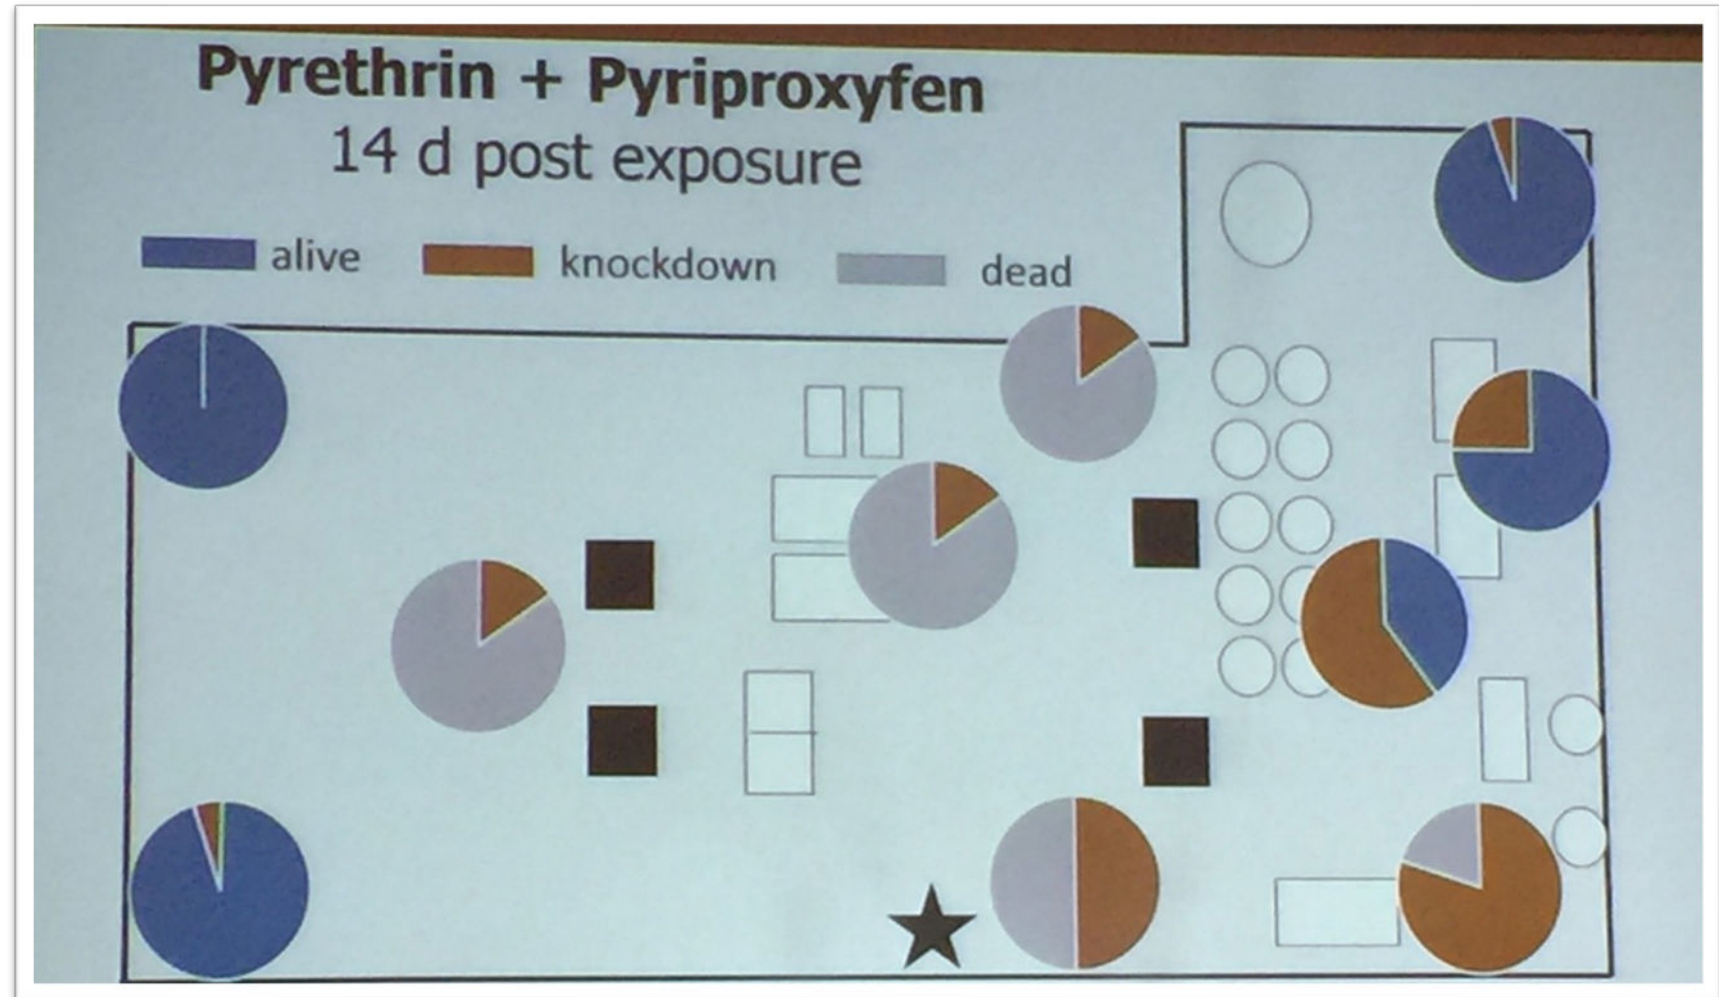 Pyrethrin + Pyriproxyfen
14 d post exposure
alive knockdown dead